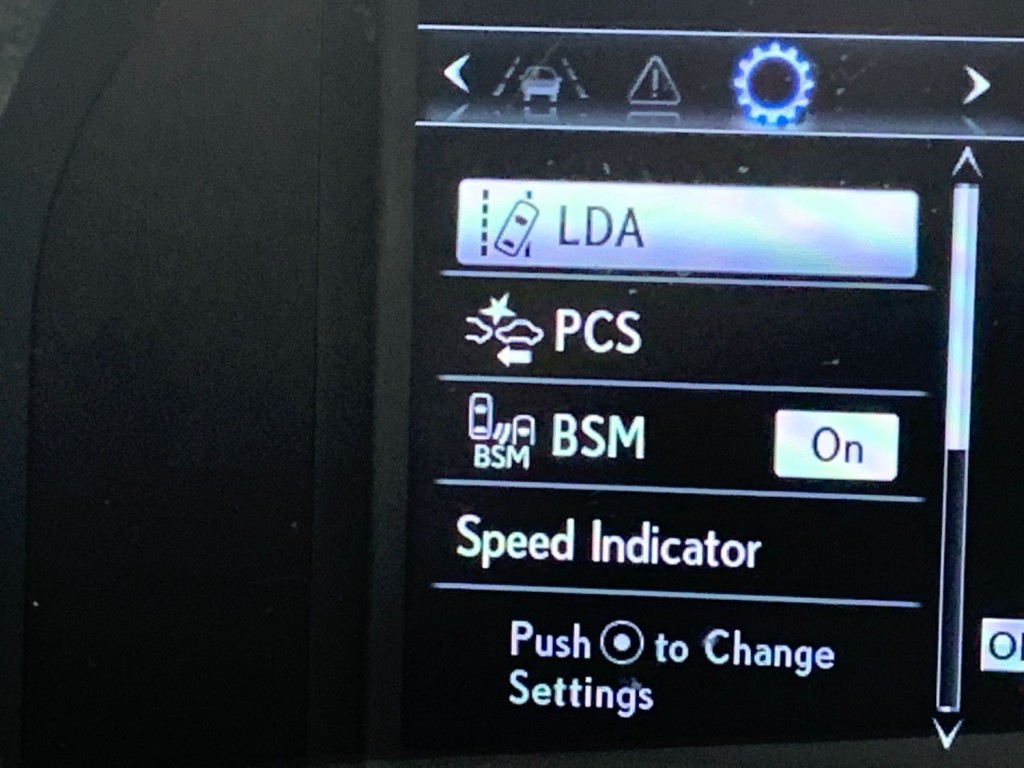 LDA
PCS
BSM BSM On
Speed Indicator
Push to Change
Settings